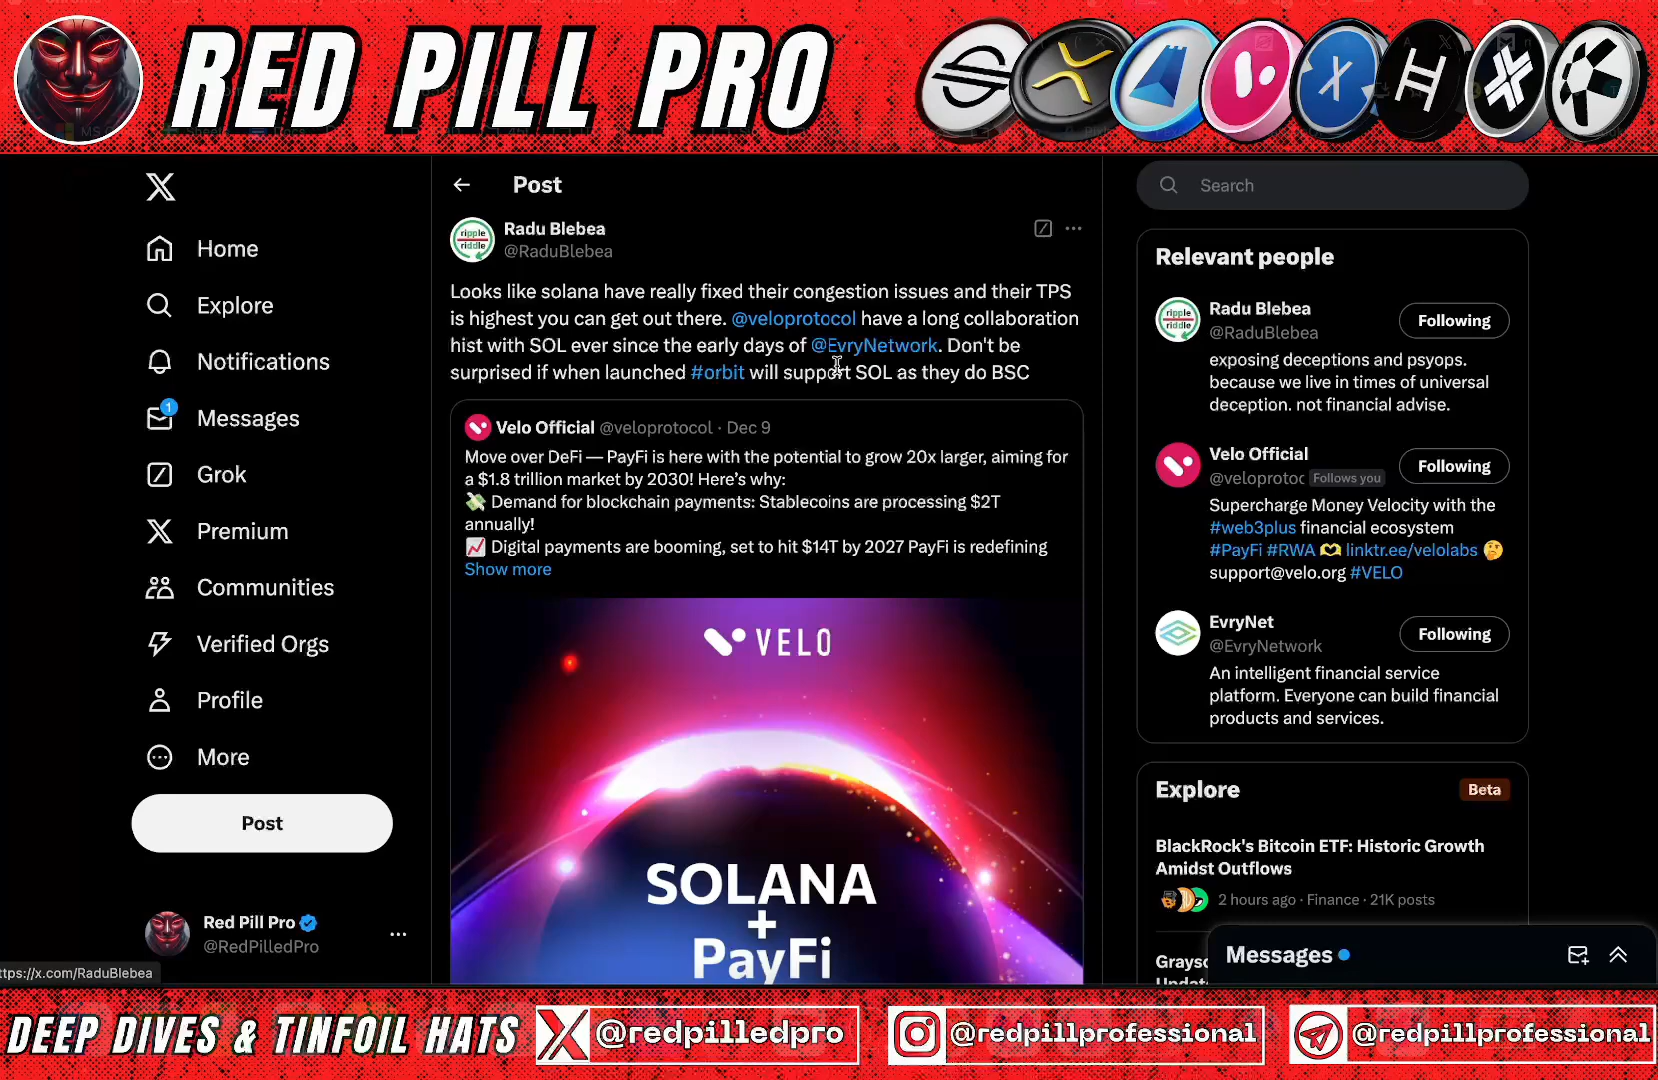 RED PILL PRO
Home
Explore
Notifications
1
Messages
Grok
Premium
Communities
Verified Orgs
Profile
More
Post
Red Pill Pro
@RedPilledPro
ttps://x.com/RaduBlebea
Post
ripple
riddle
Radu Blebea
@RaduBlebea
Looks like solana have really fixed their congestion issues and their TPS
is highest you can get out there. @veloprotocol have a long collaboration
hist with SOL ever since the early days of @EvryNetwork. Don't be
surprised if when launched #orbit will support SOL as they do BSC
Velo Official @veloprotocol · Dec 9
Move over DeFi — PayFi is here with the potential to grow 20x larger, aiming for
a $1.8 trillion market by 2030! Here's why:
💸 Demand for blockchain payments: Stablecoins are processing $2T
annually!
📈 Digital payments are booming, set to hit $14T by 2027 PayFi is redefining
Show more
VELO
SOLANA
+
PayFi
Search
Relevant people
ripple
riddle
Radu Blebea
Following
@RaduBlebea
exposing deceptions and psyops.
because we live in times of universal
deception. not financial advise.
Velo Official
Following
@veloprotoc Follows you
Supercharge Money Velocity with the
#web3plus financial ecosystem
#PayFi #RWA 🫶 linktr.ee/velolabs 🤔
support@velo.org #VELO
EvryNet
Following
@EvryNetwork
An intelligent financial service
platform. Everyone can build financial
products and services.
Explore
Beta
BlackRock's Bitcoin ETF: Historic Growth
Amidst Outflows
2 hours ago · Finance · 21K posts
Messages
DEEP DIVES & TINFOIL HATS
@redpilledpro
@redpillprofessional
@redpillprofessional